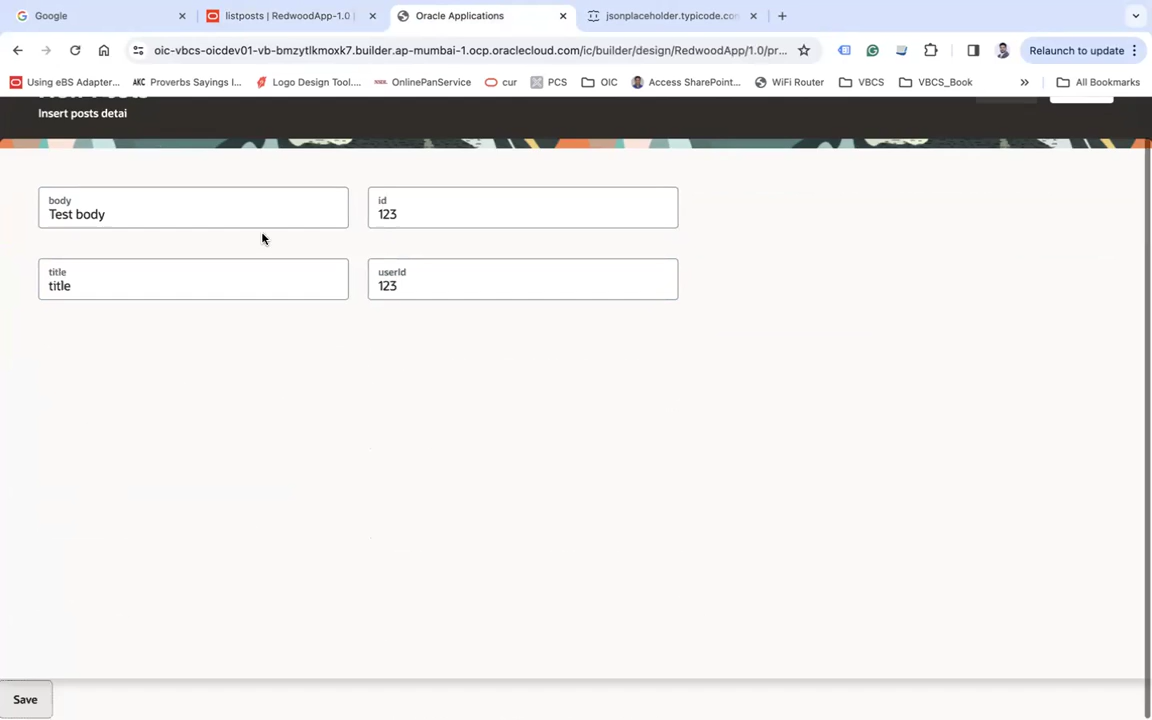 Google
listposts | RedwoodApp-1.0
Oracle Applications
jsonplaceholder.typicode.con
oic-vbcs-oicdev01-vb-bmzytlkmoxk7.builder.ap-mumbai-1.ocp.oraclecloud.com/ic/builder/design/RedwoodApp/1.0/pr...
Relaunch to update
Using eBS Adapter...
AKC Proverbs Sayings I...
Logo Design Tool....
OnlinePanService
cur
PCS
OIC
Access SharePoint...
WiFi Router
VBCS
VBCS_Book
»
All Bookmarks
Insert posts detai
body
Test body
id
123
title
title
userId
123
Save